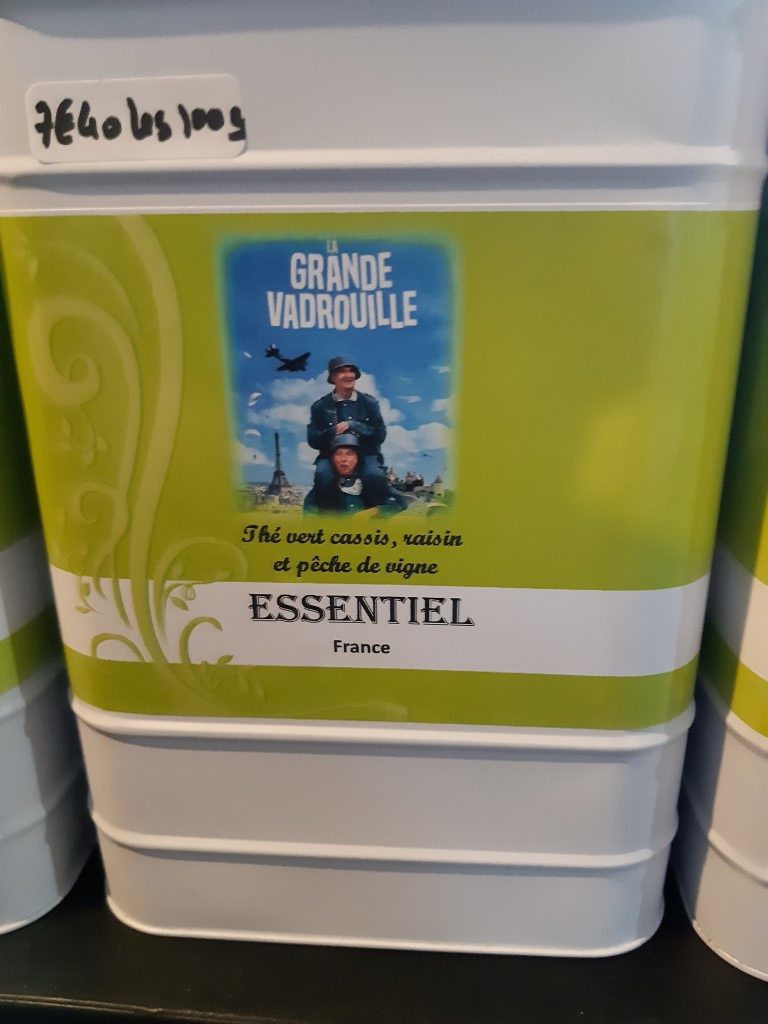 7€40 les 100g
LA
GRANDE
VADROUILLE
Thé vert cassis, raisin
et pêche de vigne
ESSENTIEL
France